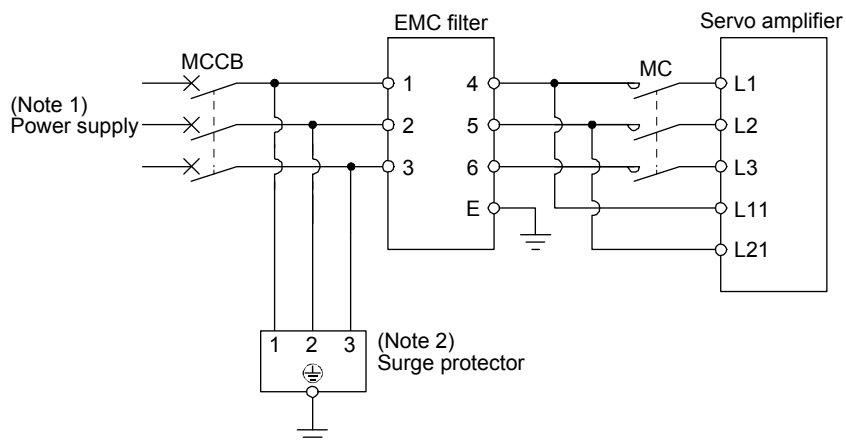 EMC filter
Servo amplifier
MCCB
MC
1
4
L1
(Note 1)
Power supply
2
5
L2
3
6
L3
E
L11
L21
1 2 3
(Note 2)
Surge protector